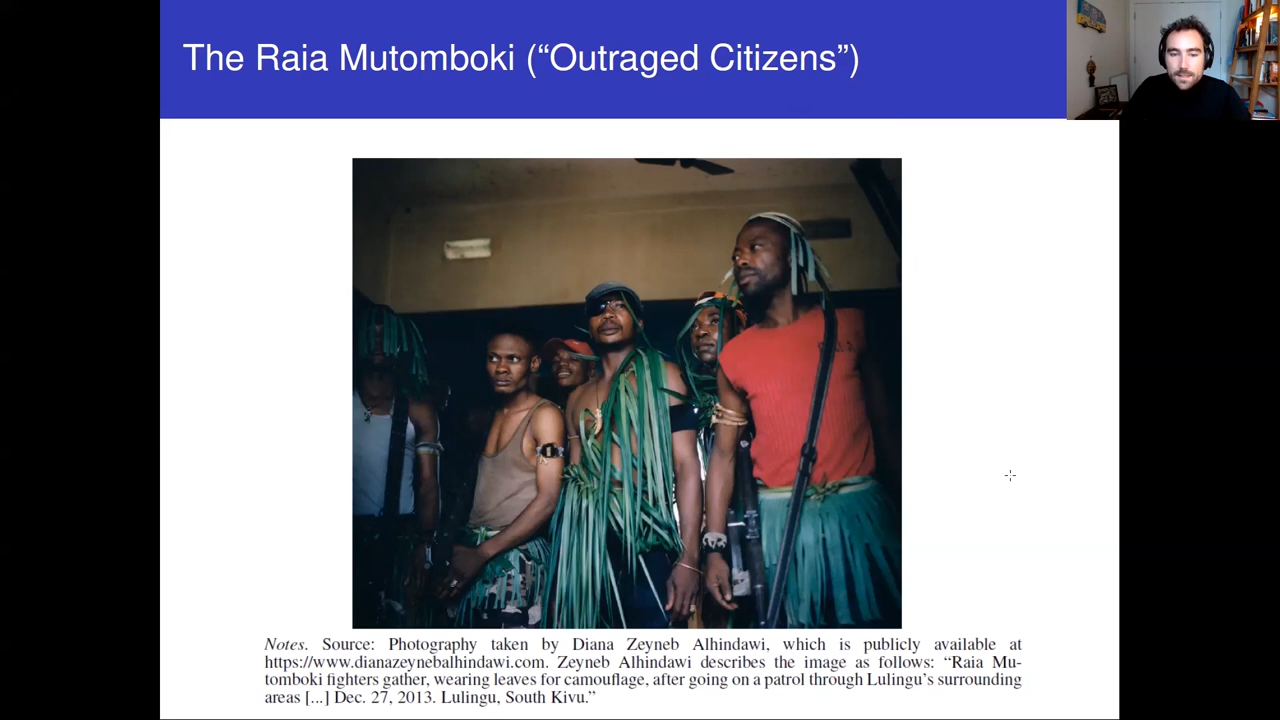 The Raia Mutomboki (“Outraged Citizens”)
Notes. Source: Photography taken by Diana Zeyneb Alhindawi, which is publicly available at
https://www.dianazeynebalhindawi.com. Zeyneb Alhindawi describes the image as follows: “Raia Mu-
tomboki fighters gather, wearing leaves for camouflage, after going on a patrol through Lulingu’s surrounding
areas [...] Dec. 27, 2013. Lulingu, South Kivu.”